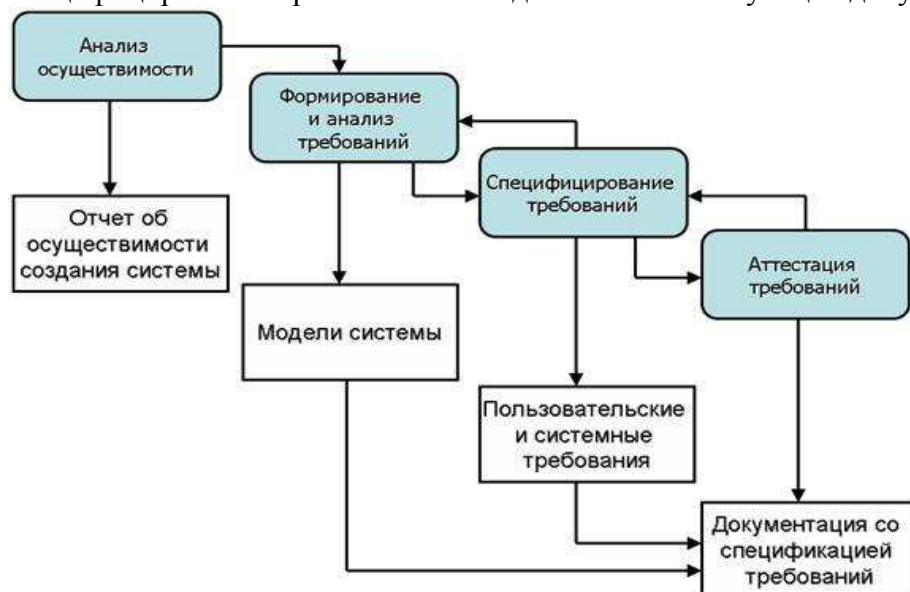 Анализ
осуществимости
Формирование
и анализ
требований
Специфицирование
требований
Отчет об
осуществимости
создания системы
Аттестация
требований
Модели системы
Пользовательские
и системные
требования
Документация со
спецификацией
требований